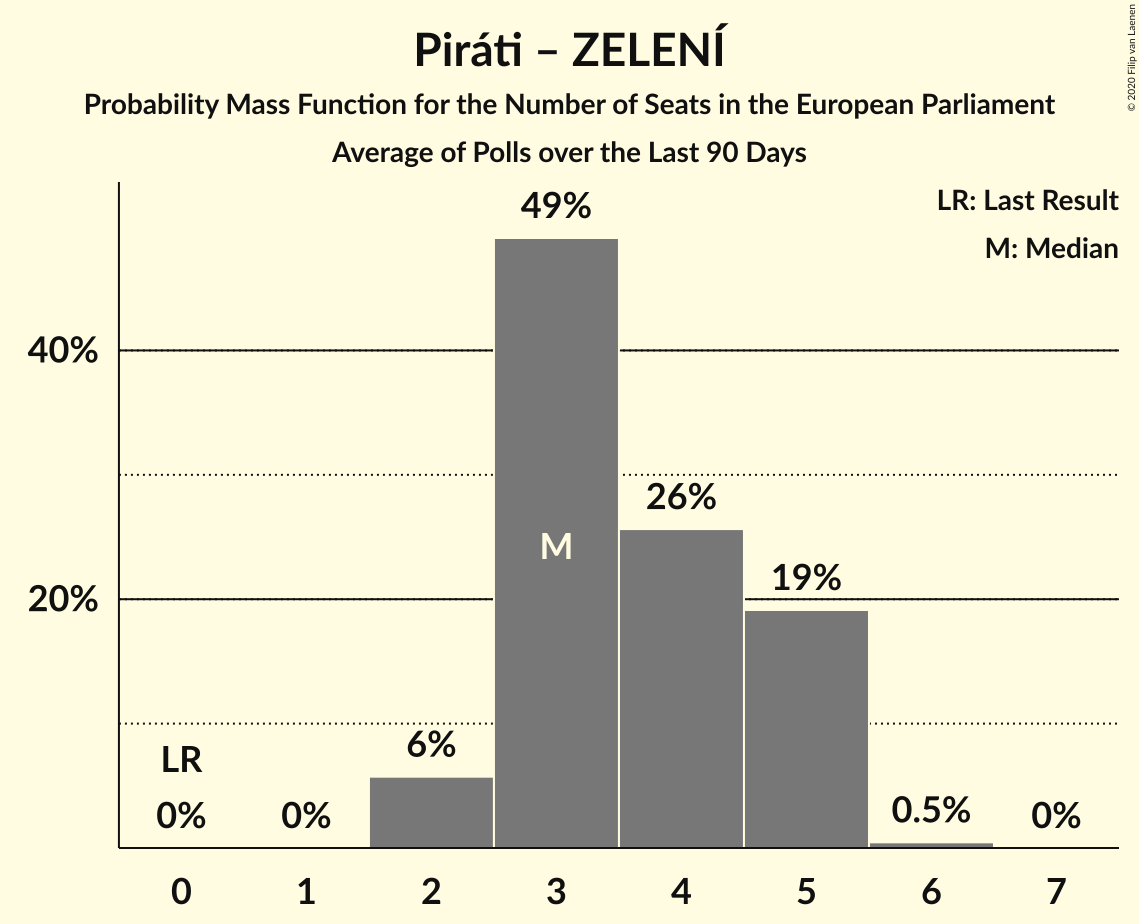 Piráti – ZELENÍ
Probability Mass Function for the Number of Seats in the European Parliament
Average of Polls over the Last 90 Days
© 2020 Filip van Laenen
LR: Last Result
M: Median
49%
40%
26%
M
19%
20%
6%
LR
0%
0%
0.5%
0%
0
1
2
3
4
5
6
7